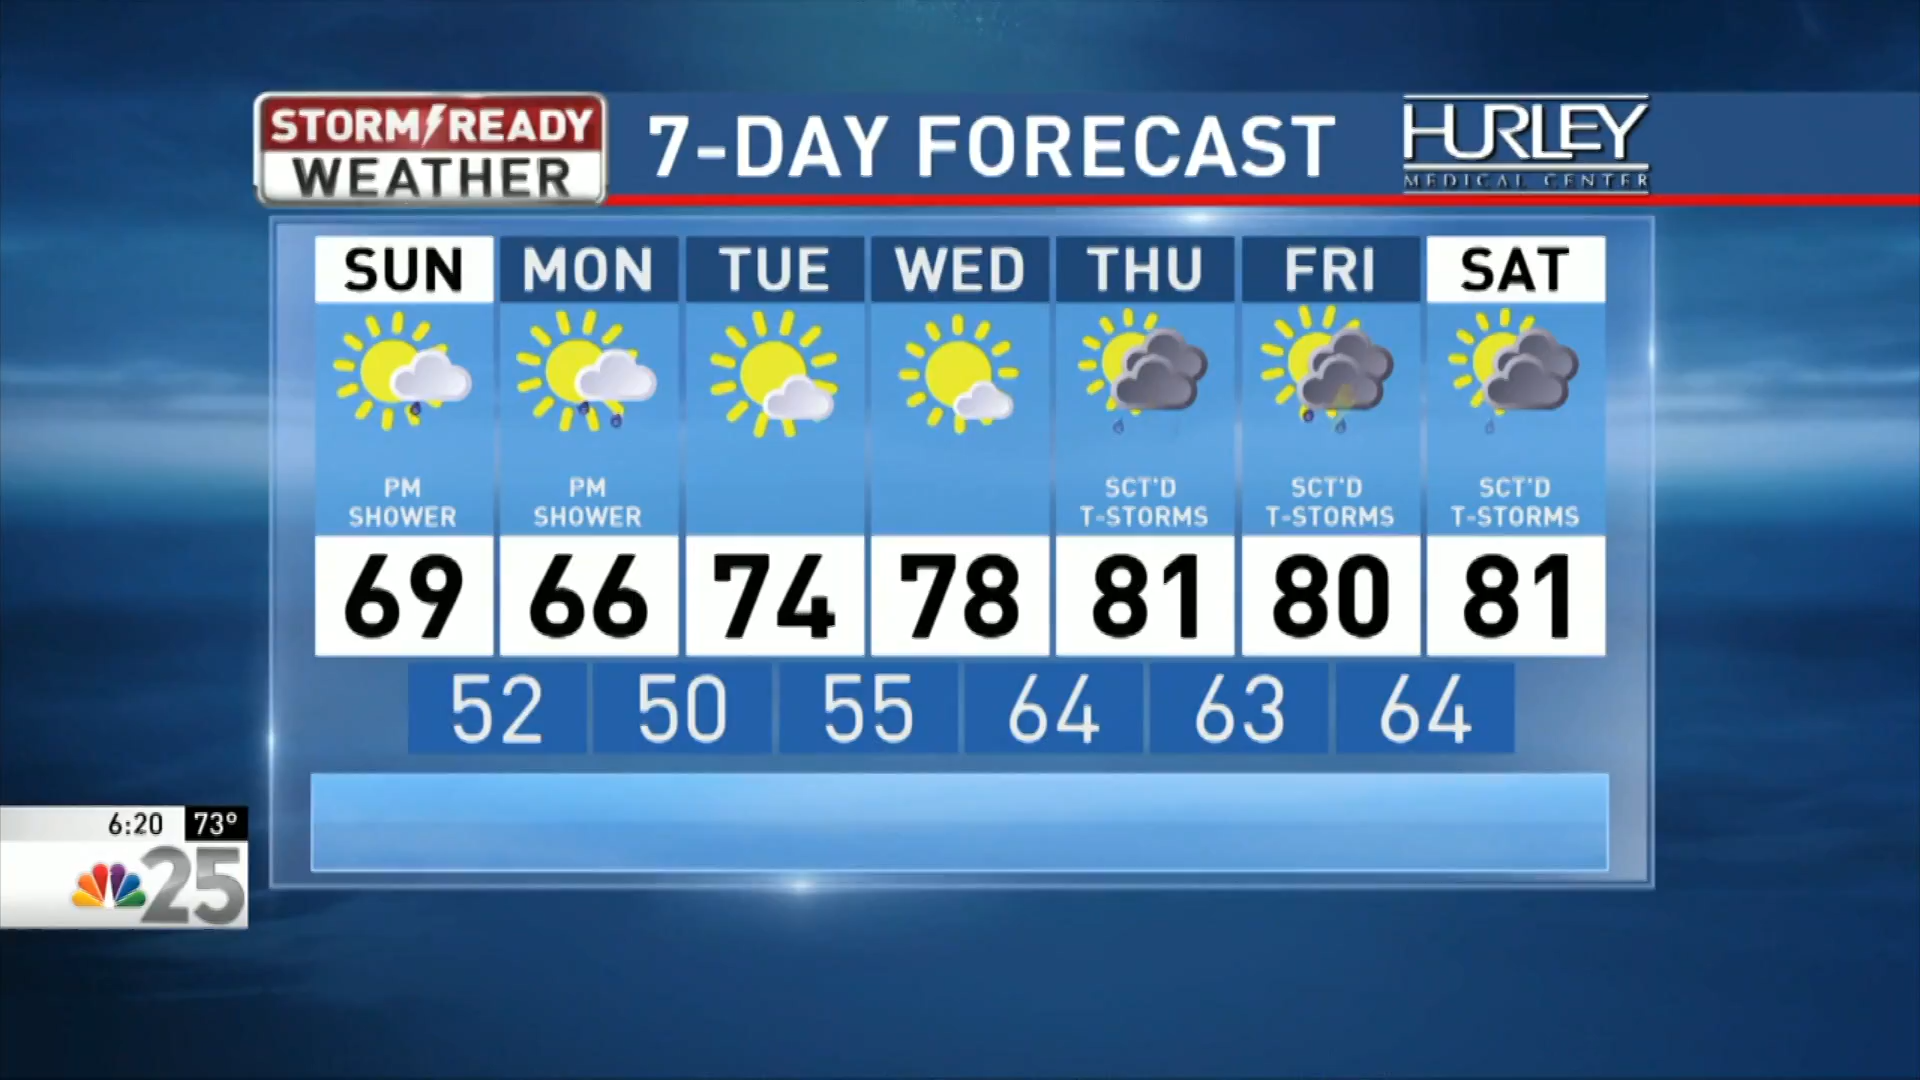 STORM READY
WEATHER
7-DAY FORECAST
HURLEY
MEDICAL CENTER
SUN MON TUE WED THU FRI SAT
PM
SHOWER
PM
SHOWER
SCT'D
T-STORMS
SCT'D
T-STORMS
SCT'D
T-STORMS
69 66 74 78 81 80 81
52 50 55 64 63 64
6:20 73°
25